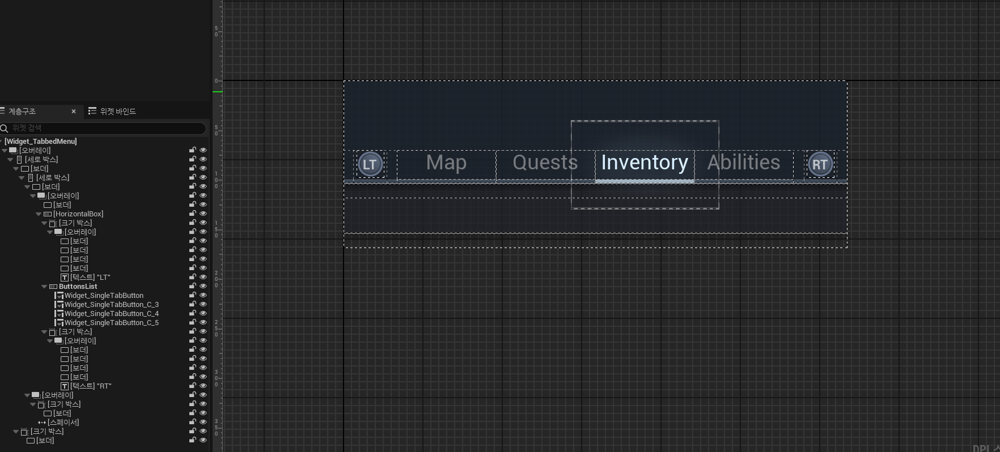 계층구조
위젯 바인드
위젯 검색
[Widget_TabbedMenu]
[오버레이]
[세로 박스]
[보더]
[세로 박스]
[보더]
[오버레이]
[보더]
[HorizontalBox]
[크기 박스]
[오버레이]
[보더]
[보더]
[보더]
[보더]
[텍스트] "LT"
ButtonsList
Widget_SingleTabButton
Widget_SingleTabButton_C_3
Widget_SingleTabButton_C_4
Widget_SingleTabButton_C_5
[크기 박스]
[오버레이]
[보더]
[보더]
[보더]
[보더]
[텍스트] "RT"
[오버레이]
[크기 박스]
[보더]
[스페이서]
[크기 박스]
[보더]
50
0
50
100
150
200
250
300
350
LT Map Quests Inventory Abilities RT
DPI